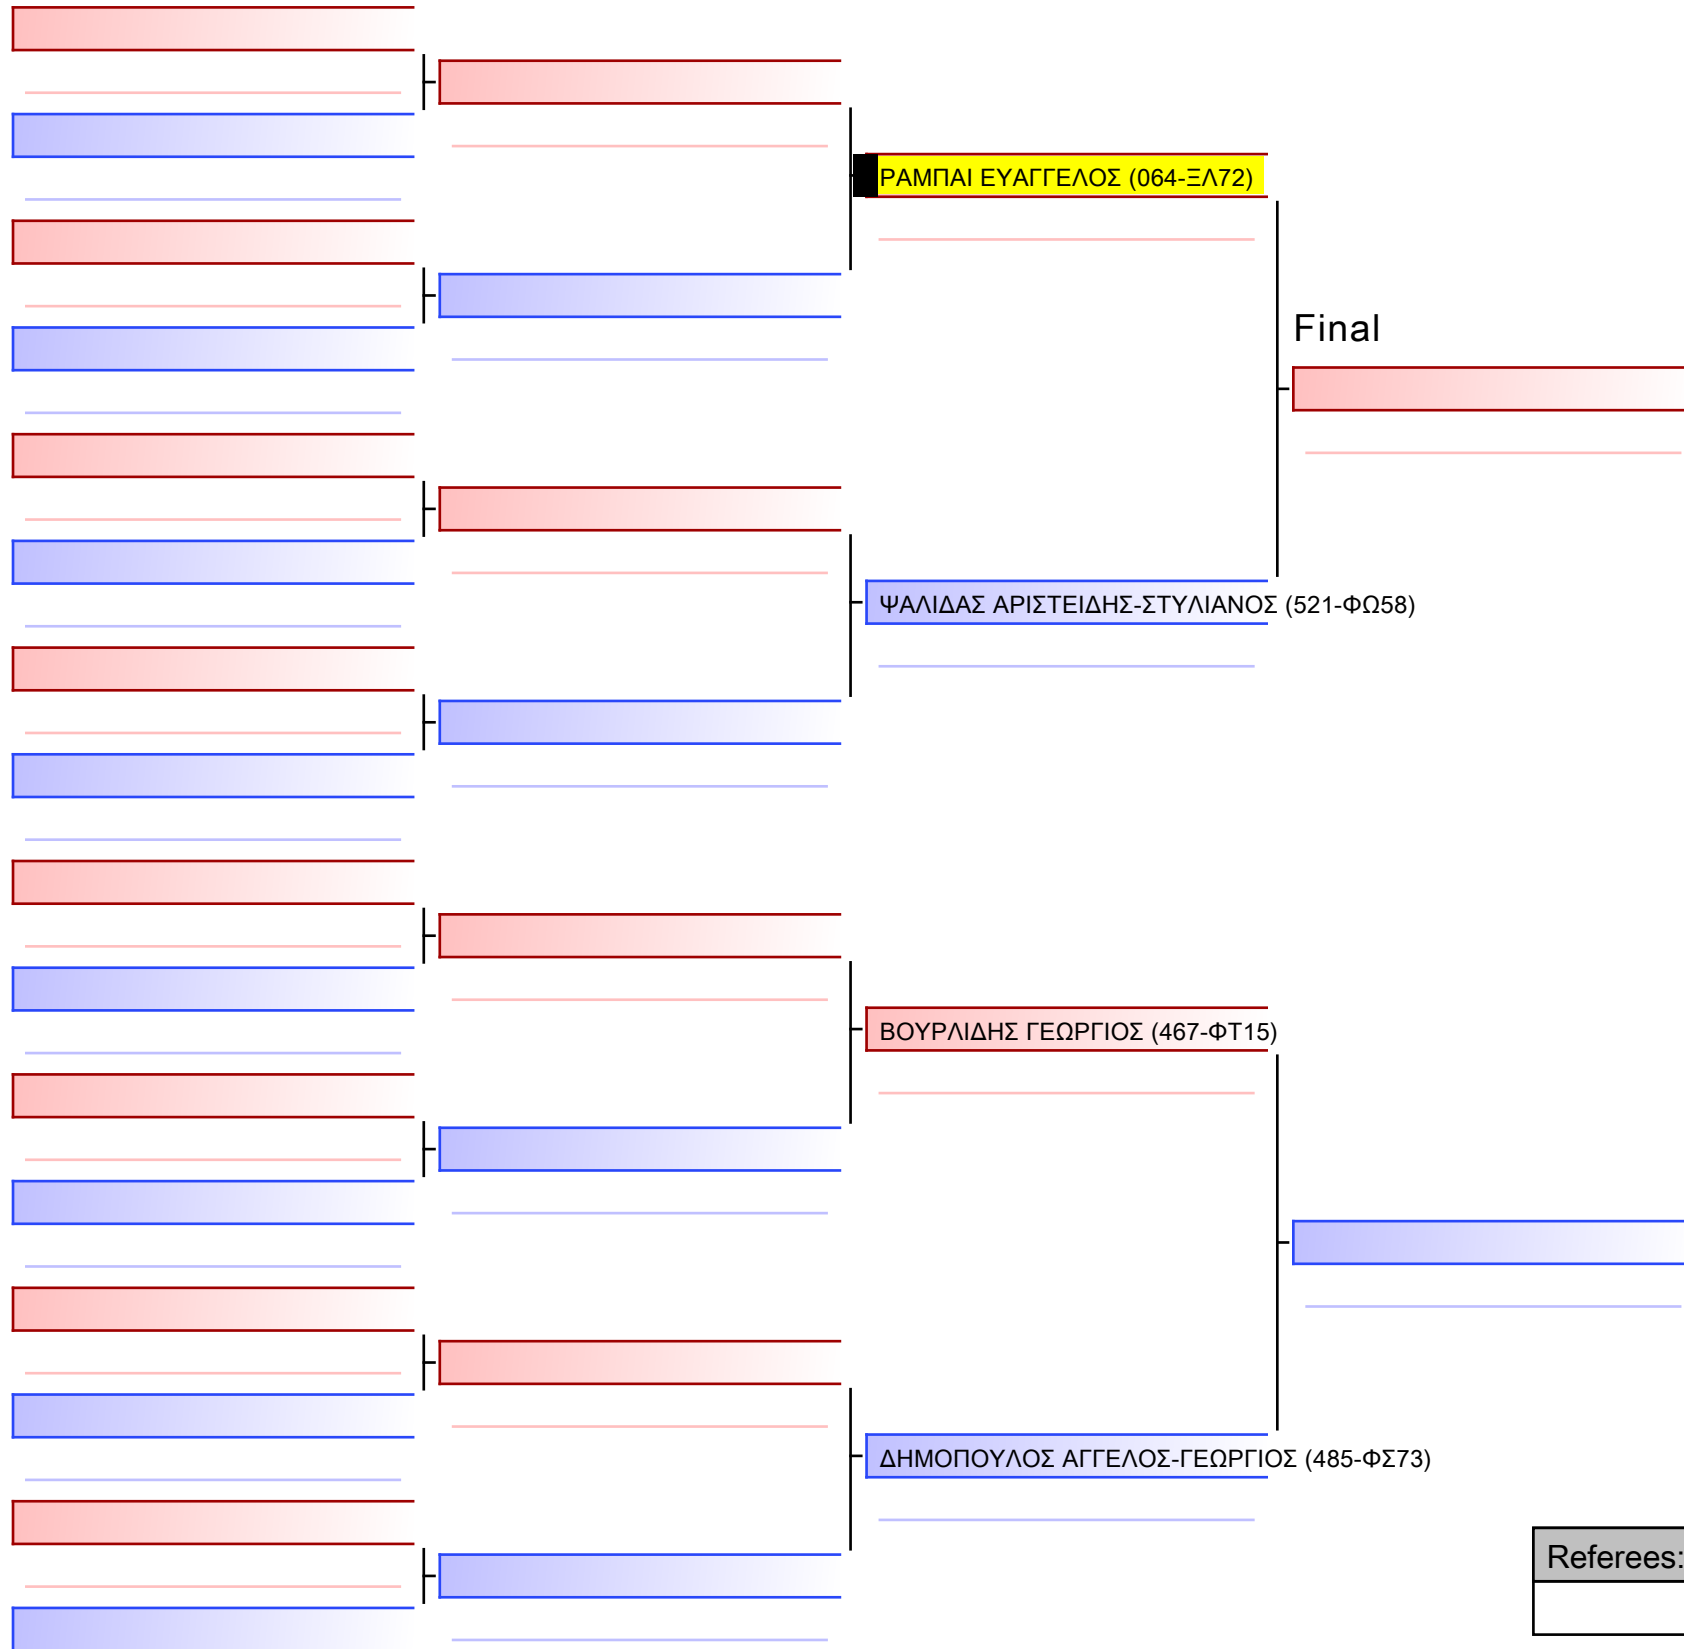 ΡΑΜΠΑΙ ΕΥΑΓΓΕΛΟΣ (064-ΞΛ72)
Final
ΨΑΛΙΔΑΣ ΑΡΙΣΤΕΙΔΗΣ-ΣΤΥΛΙΑΝΟΣ (521-ΦΩ58)
ΒΟΥΡΛΙΔΗΣ ΓΕΩΡΓΙΟΣ (467-ΦΤ15)
ΔΗΜΟΠΟΥΛΟΣ ΑΓΓΕΛΟΣ-ΓΕΩΡΓΙΟΣ (485-ΦΣ73)
Referees: